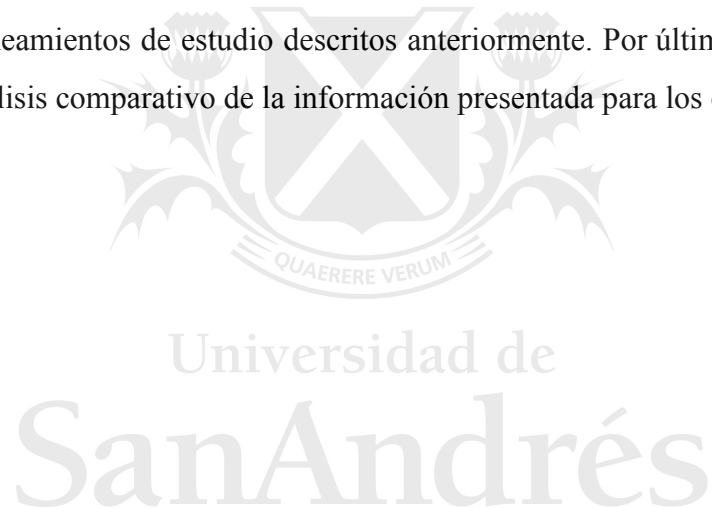 eamientos de estudio descritos anteriormente. Por últim
lisis comparativo de la información presentada para los
QUAERERE VERUM
Universidad de
SanAndrés